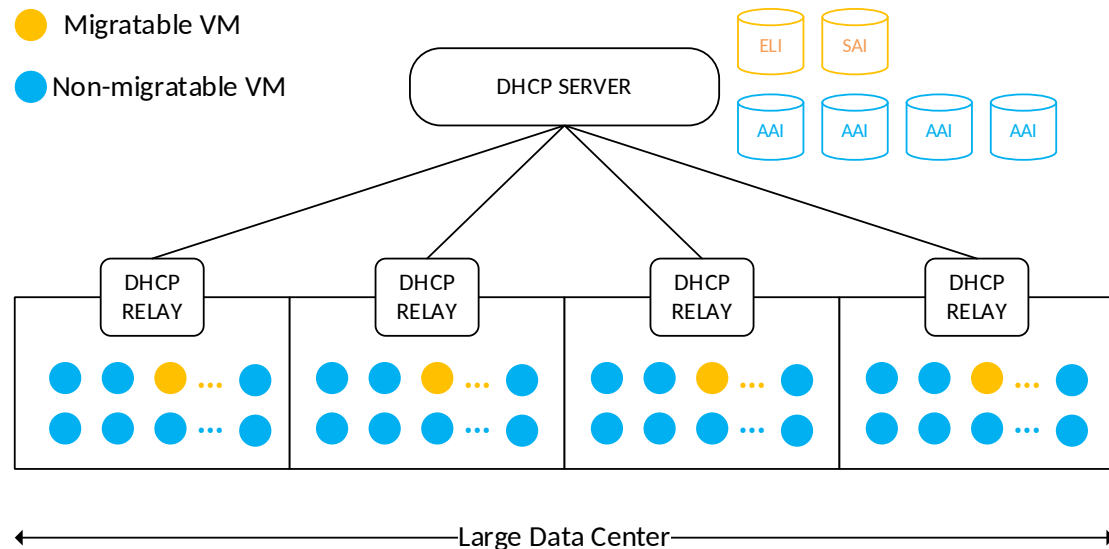 Migratable VM
Non-migratable VM
DHCP SERVER
ELI
SAI
AAI
AAI
AAI
AAI
DHCP
RELAY
DHCP
RELAY
DHCP
RELAY
DHCP
RELAY
Large Data Center